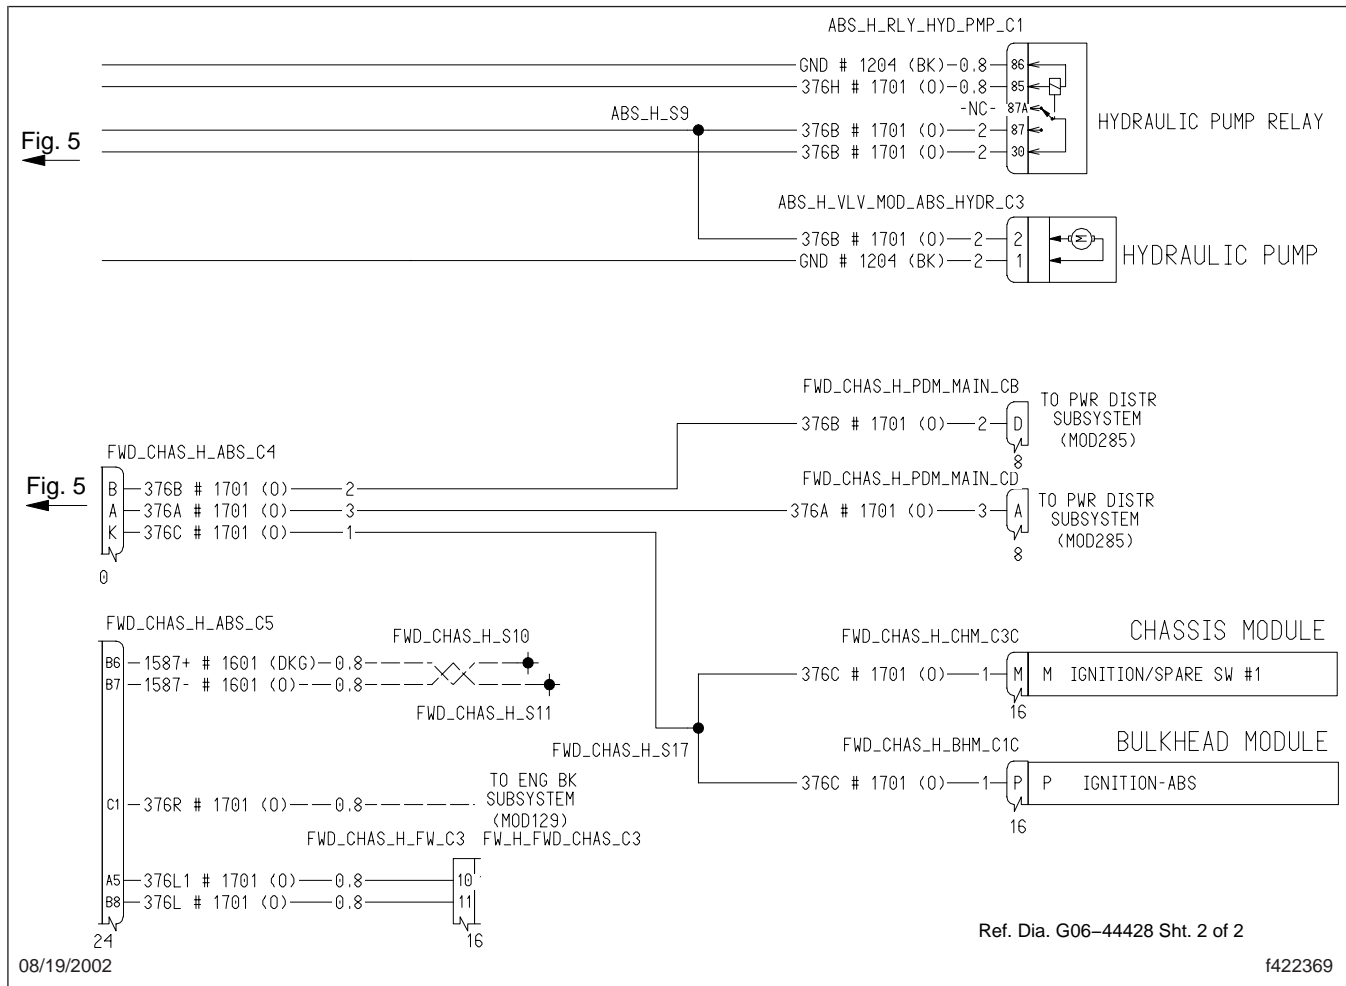 ABS_H_RLY_HYD_PMP_C1
GND # 1204 (BK)-0.8 86
376H # 1701 (O)-0.8 85
-NC- 87A
ABS_H_S9
376B # 1701 (O)-2 87
376B # 1701 (O)-2 30
HYDRAULIC PUMP RELAY
Fig. 5
ABS_H_VLV_MOD_ABS_HYDR_C3
376B # 1701 (O)-2 2
GND # 1204 (BK)-2 1
M
HYDRAULIC PUMP
FWD_CHAS_H_PDM_MAIN_CB
376B # 1701 (O)-2 D
8
TO PWR DISTR
SUBSYSTEM
(MOD285)
FWD_CHAS_H_ABS_C4
Fig. 5
B 376B # 1701 (O) 2
A 376A # 1701 (O) 3
K 376C # 1701 (O) 1
0
FWD_CHAS_H_PDM_MAIN_CD
376A # 1701 (O)-3 A
8
TO PWR DISTR
SUBSYSTEM
(MOD285)
FWD_CHAS_H_ABS_C5
FWD_CHAS_H_S10
B6 1587+ # 1601 (DKG)-0.8
B7 1587- # 1601 (O)-0.8
FWD_CHAS_H_S11
FWD_CHAS_H_S17
FWD_CHAS_H_CHM_C3C
CHASSIS MODULE
376C # 1701 (O)-1 M
M IGNITION/SPARE SW #1
16
FWD_CHAS_H_BHM_C1C
BULKHEAD MODULE
376C # 1701 (O)-1 P
P IGNITION-ABS
16
C1 376R # 1701 (O) 0.8
TO ENG BK
SUBSYSTEM
(MOD129)
FWD_CHAS_H_FW_C3 FW_H_FWD_CHAS_C3
A5 376L1 # 1701 (O) 0.8 10
B8 376L # 1701 (O) 0.8 11
24
16
Ref. Dia. G06–44428 Sht. 2 of 2
08/19/2002
f422369